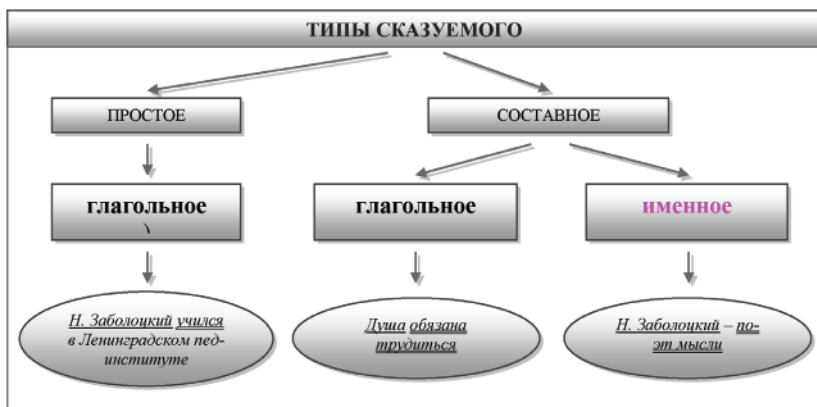 ТИПЫ СКАЗУЕМОГО
ПРОСТОЕ
СОСТАВНОЕ
глагольное
глагольное
именное
Н. Заболоцкий учился
в Ленинградском пед-
институте
Душа обязана
трудиться
Н. Заболоцкий – по-
эт мысли